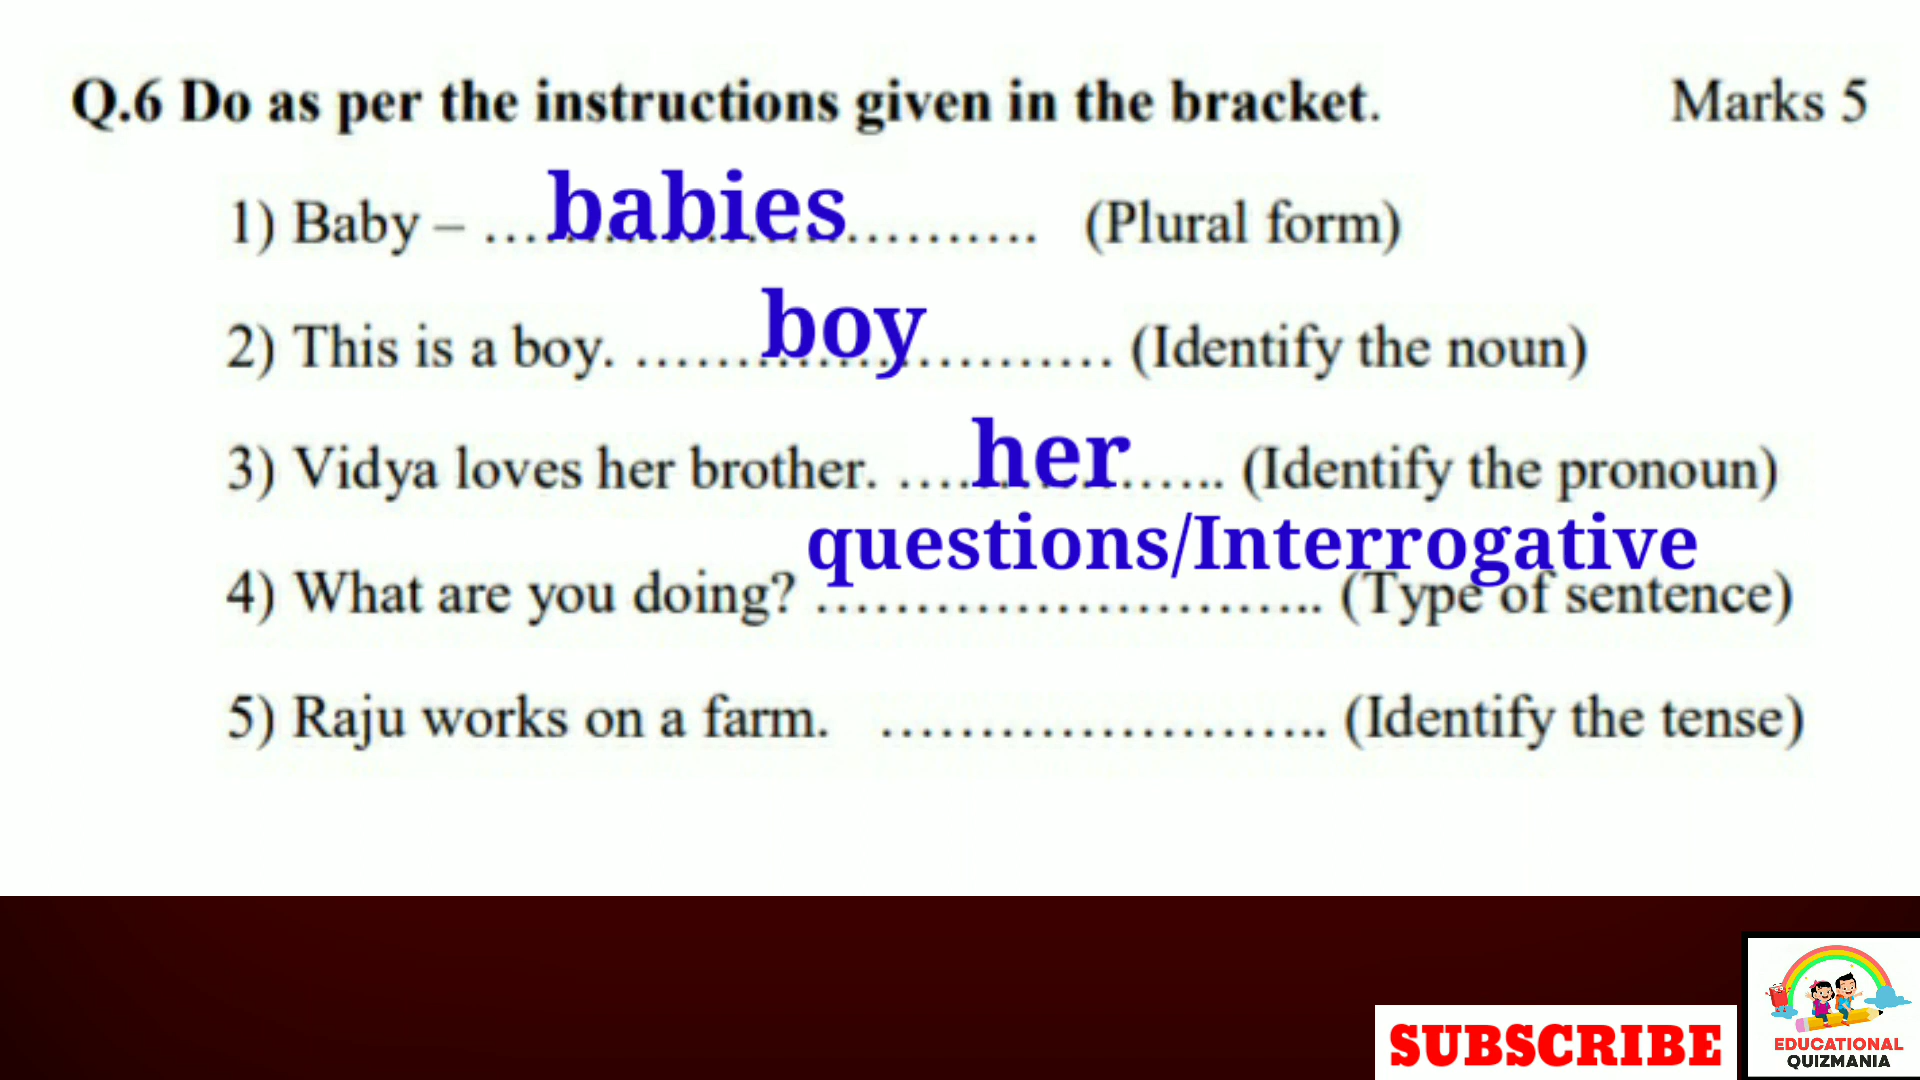 Q.6 Do as per the instructions given in the bracket. Marks 5
1) Baby – ...babies... (Plural form)
2) This is a boy. ...boy... (Identify the noun)
3) Vidya loves her brother. ...her... (Identify the pronoun)
questions/Interrogative
4) What are you doing? ............................ (Type of sentence)
5) Raju works on a farm. ............................ (Identify the tense)
SUBSCRIBE
EDUCATIONAL
QUIZMANIA